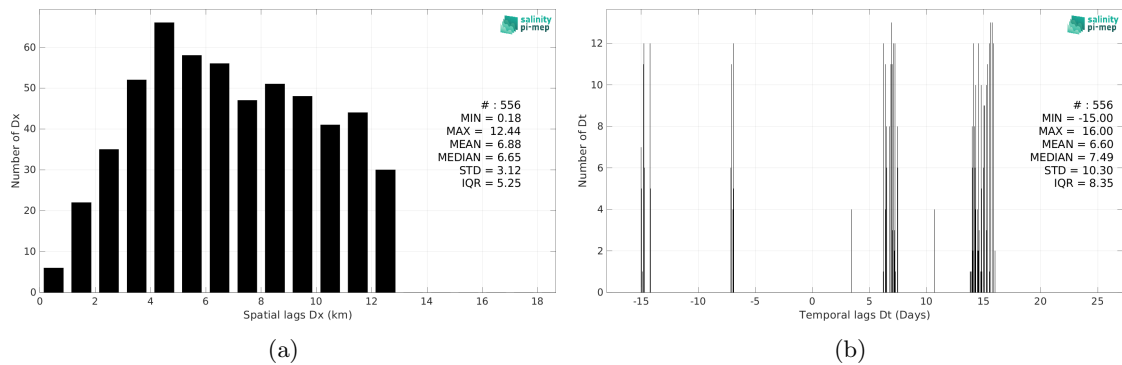 salinity
pi-mep
60
50
40
30
20
10
0
Number of Dx
# : 556
MIN = 0.18
MAX = 12.44
MEAN = 6.88
MEDIAN = 6.65
STD = 3.12
IQR = 5.25
0 2 4 6 8 10 12 14 16 18
Spatial lags Dx (km)
(a)
salinity
pi-mep
12
10
8
6
4
2
0
Number of Dt
# : 556
MIN = -15.00
MAX = 16.00
MEAN = 6.60
MEDIAN = 7.49
STD = 10.30
IQR = 8.35
-15 -10 -5 0 5 10 15 20 25
Temporal lags Dt (Days)
(b)